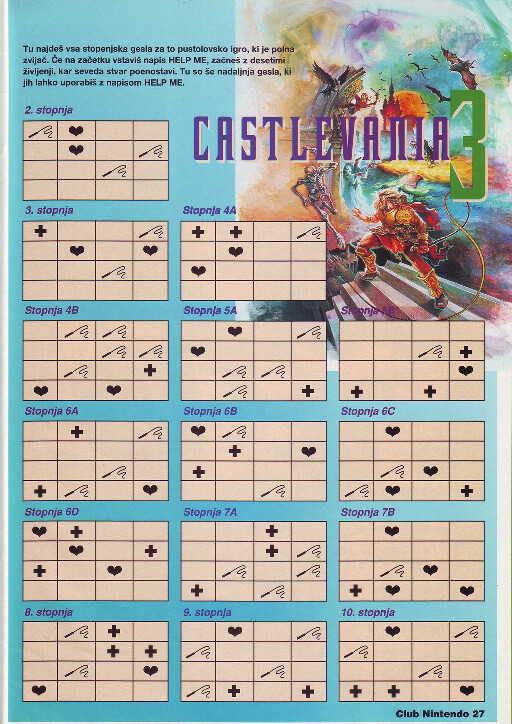 Tu najdeš vsa stopenjska gesla za to pustolovsko igro, ki je polna
zvijač. Če na začetku vstaviš napis HELP ME, začneš z desetimi
življenji, kar seveda stvar poenostavi. Tu so še nadaljnja gesla, ki
jih lahko uporabiš z napisom HELP ME.
CASTLEVANIA 3
2. stopnja
3. stopnja
Stopnja 4A
Stopnja 4B
Stopnja 5A
Stopnja 5B
Stopnja 6A
Stopnja 6B
Stopnja 6C
Stopnja 6D
Stopnja 7A
Stopnja 7B
8. stopnja
9. stopnja
10. stopnja
Club Nintendo 27